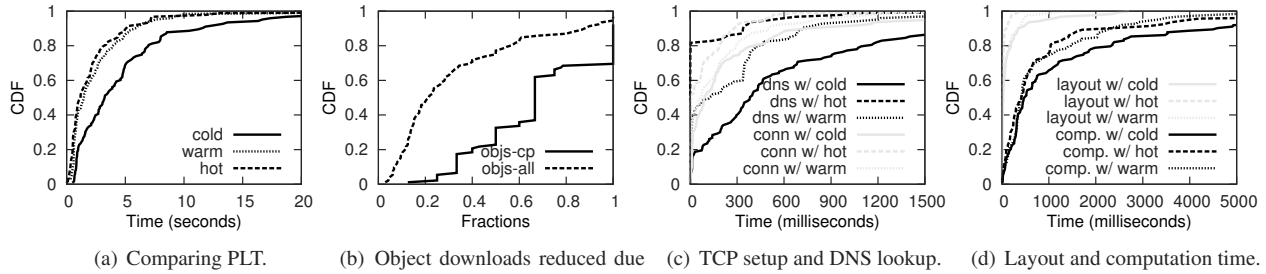 CDF
1
0.8
0.6
0.4
0.2
0
0 5 10 15 20
Time (seconds)
cold
warm
hot
(a) Comparing PLT.
CDF
1
0.8
0.6
0.4
0.2
0
0 0.2 0.4 0.6 0.8 1
Fractions
objs-cp
objs-all
(b) Object downloads reduced due
CDF
1
0.8
0.6
0.4
0.2
0
0 300 600 900 1200 1500
Time (milliseconds)
dns w/ cold
dns w/ hot
dns w/ warm
conn w/ cold
conn w/ hot
conn w/ warm
(c) TCP setup and DNS lookup.
CDF
1
0.8
0.6
0.4
0.2
0
0 1000 2000 3000 4000 5000
Time (milliseconds)
layout w/ cold
layout w/ hot
layout w/ warm
comp. w/ cold
comp. w/ hot
comp. w/ warm
(d) Layout and computation time.